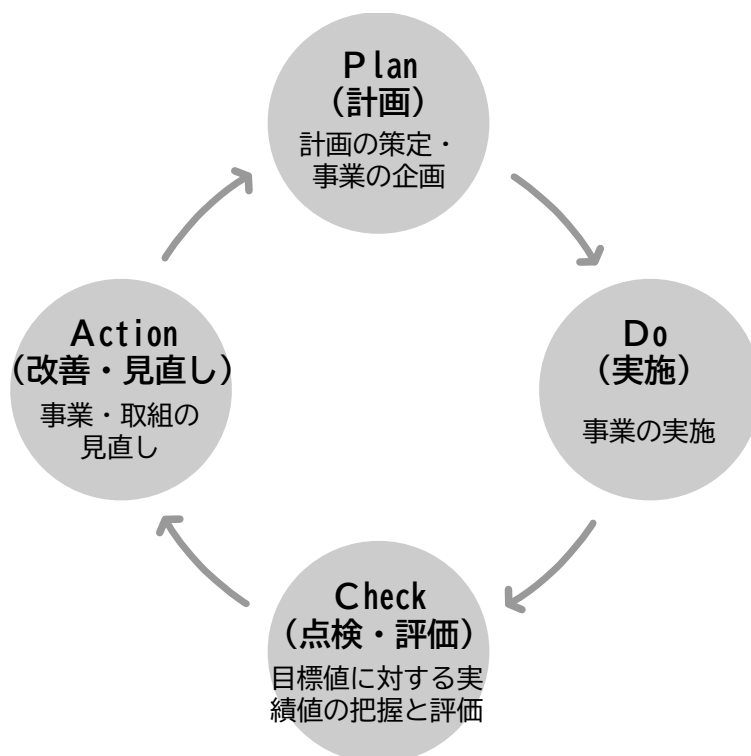 Plan
（計画）
計画の策定・
事業の企画
Do
（実施）
事業の実施
Check
（点検・評価）
目標値に対する実
績値の把握と評価
Action
（改善・見直し）
事業・取組の
見直し